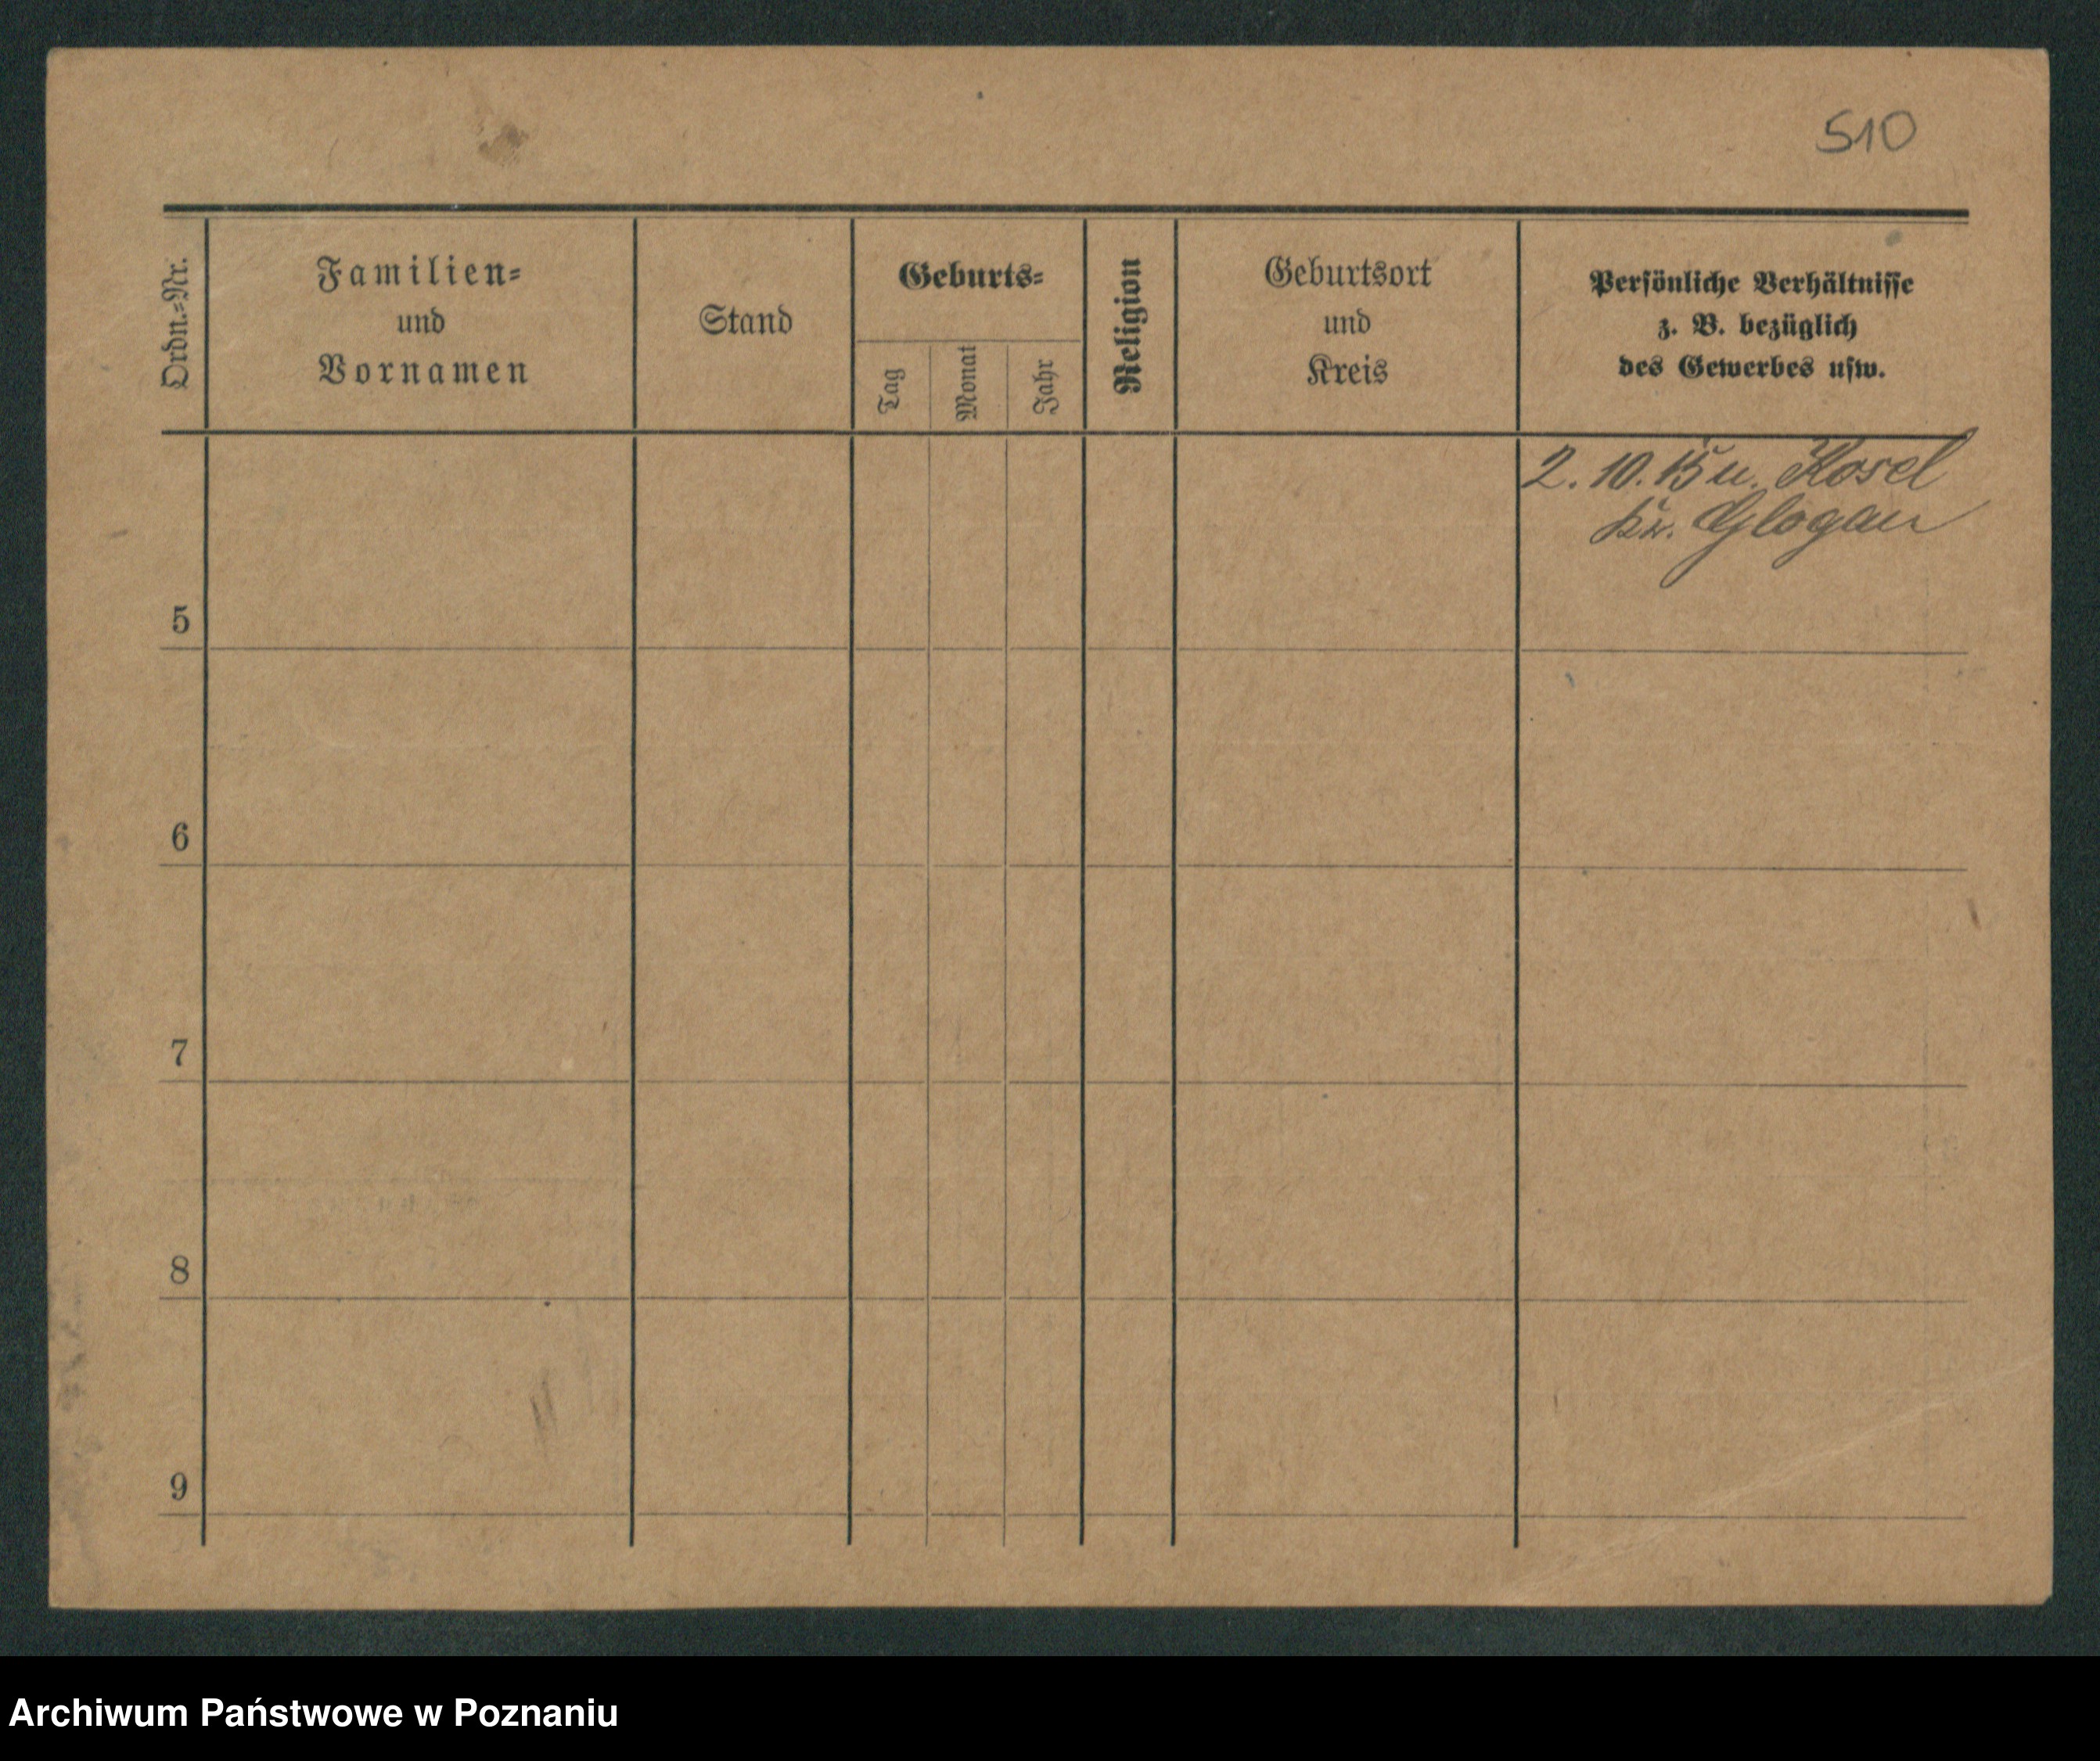 510
Ordn.=Nr.
Familien=
und
Vornamen
Stand
Geburts=
Tag
Monat
Jahr
Religion
Geburtsort
und
Kreis
Persönliche Verhältnisse
z. B. bezüglich
des Gewerbes usw.
2. 10. 15 n. Kosel
Kr. Glogau
5
6
7
8
9
Archiwum Państwowe w Poznaniu